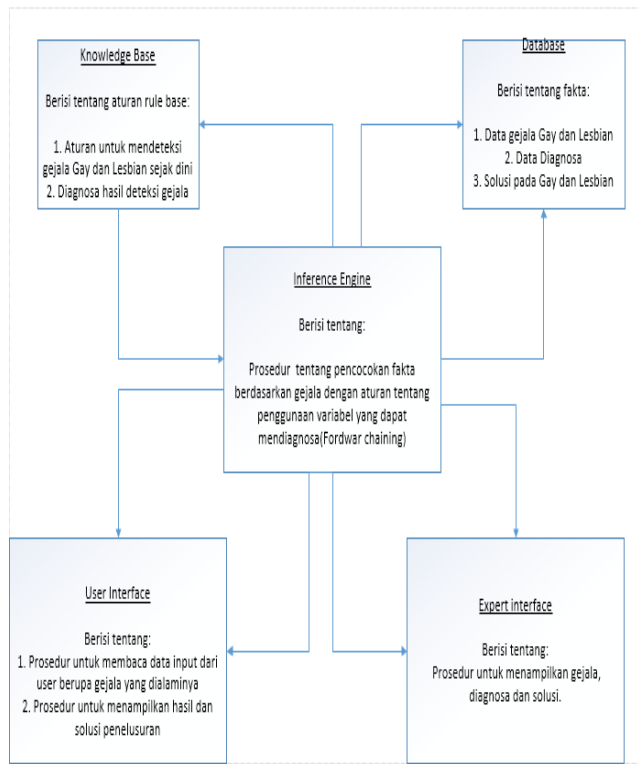 Knowledge Base
Berisi tentang aturan rule base:
1. Aturan untuk mendeteksi
gejala Gay dan Lesbian sejak dini
2. Diagnosa hasil deteksi gejala
Database
Berisi tentang fakta:
1. Data gejala Gay dan Lesbian
2. Data Diagnosa
3. Solusi pada Gay dan Lesbian
Inference Engine
Berisi tentang:
Prosedur tentang pencocokan fakta
berdasarkan gejala dengan aturan tentang
penggunaan variabel yang dapat
mendiagnosa(Fordwar chaining)
User Interface
Berisi tentang:
1. Prosedur untuk membaca data input dari
user berupa gejala yang dialaminya
2. Prosedur untuk menampilkan hasil dan
solusi penelusuran
Expert interface
Berisi tentang:
Prosedur untuk menampilkan gejala,
diagnosa dan solusi.